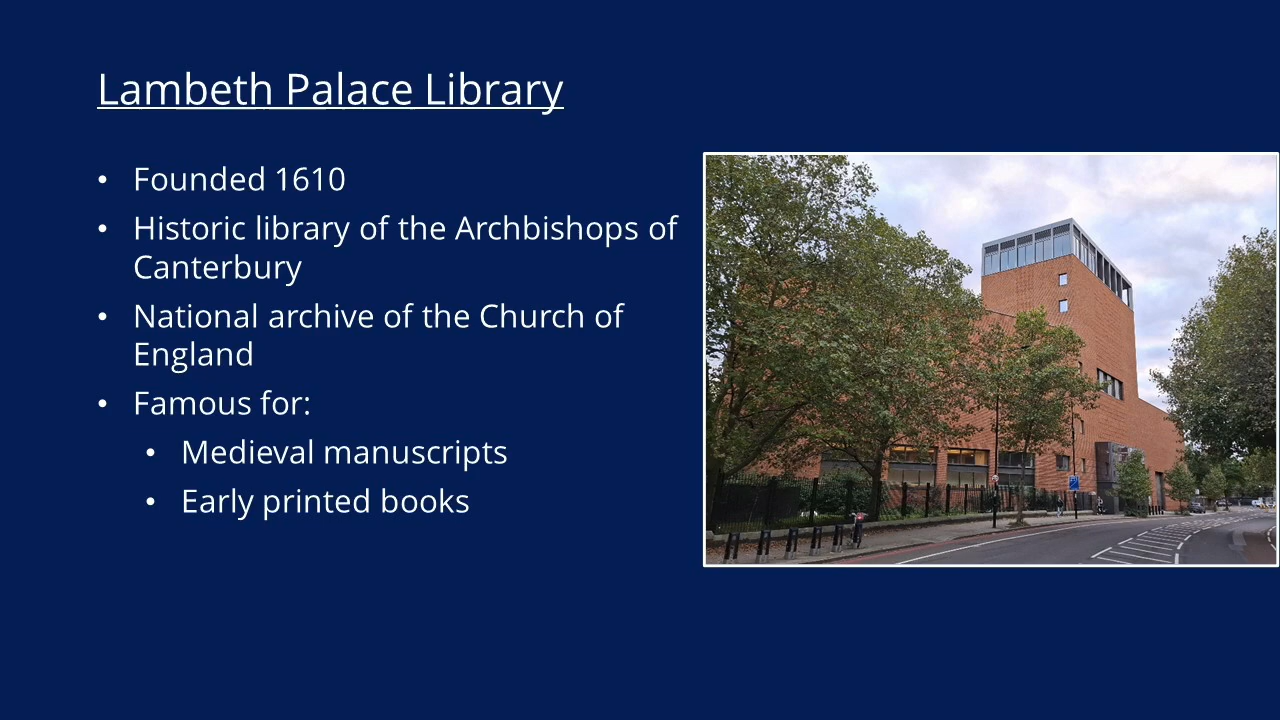 Lambeth Palace Library
• Founded 1610
• Historic library of the Archbishops of
Canterbury
• National archive of the Church of
England
• Famous for:
• Medieval manuscripts
• Early printed books